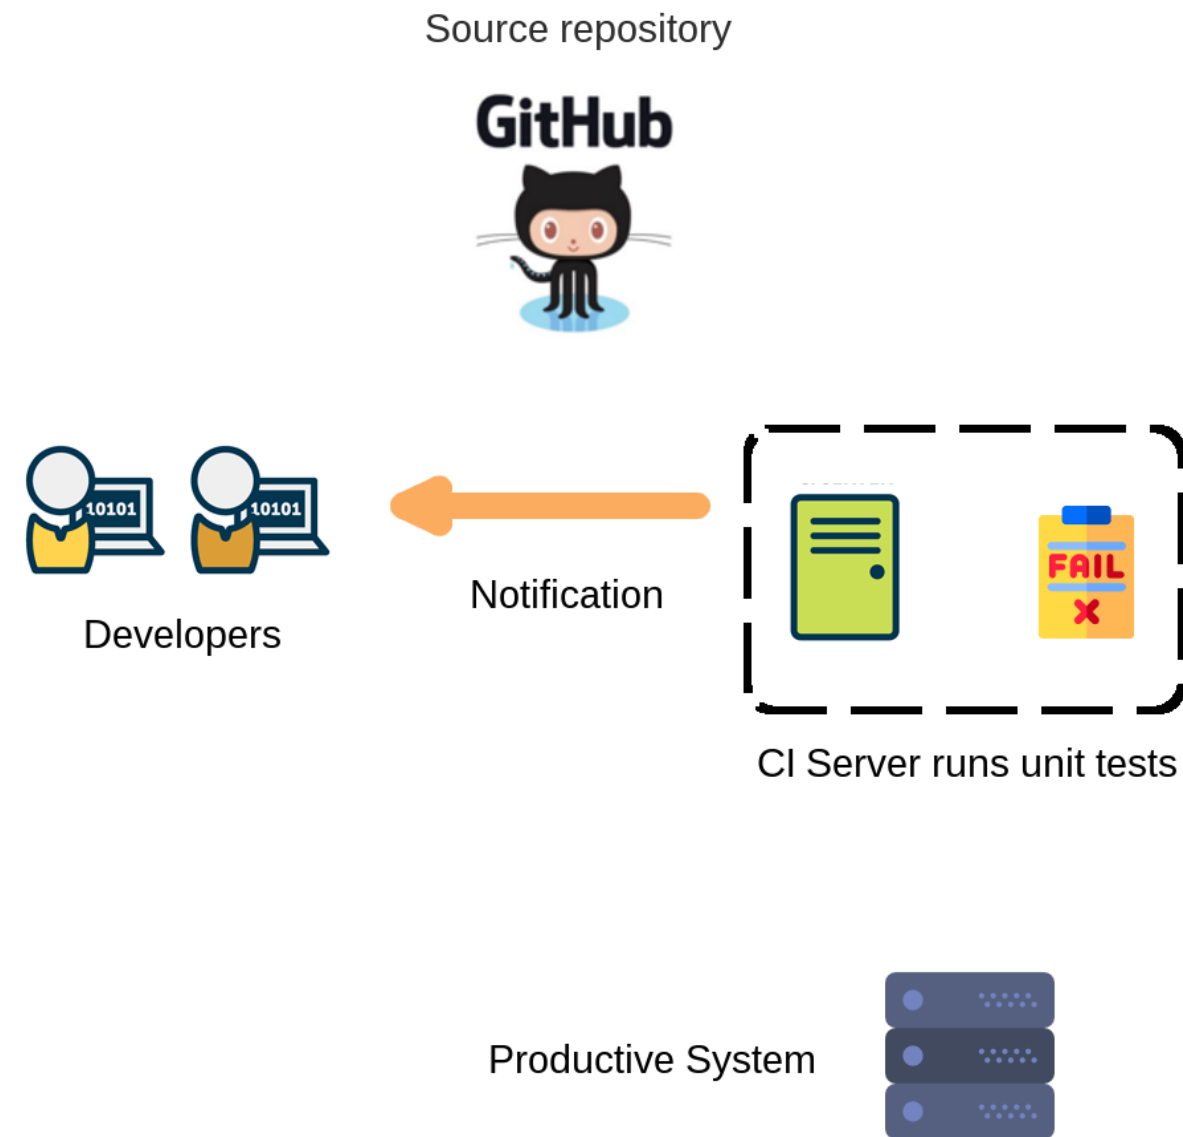 Source repository
GitHub
10101
10101
FAIL
Notification
Developers
CI Server runs unit tests
Productive System